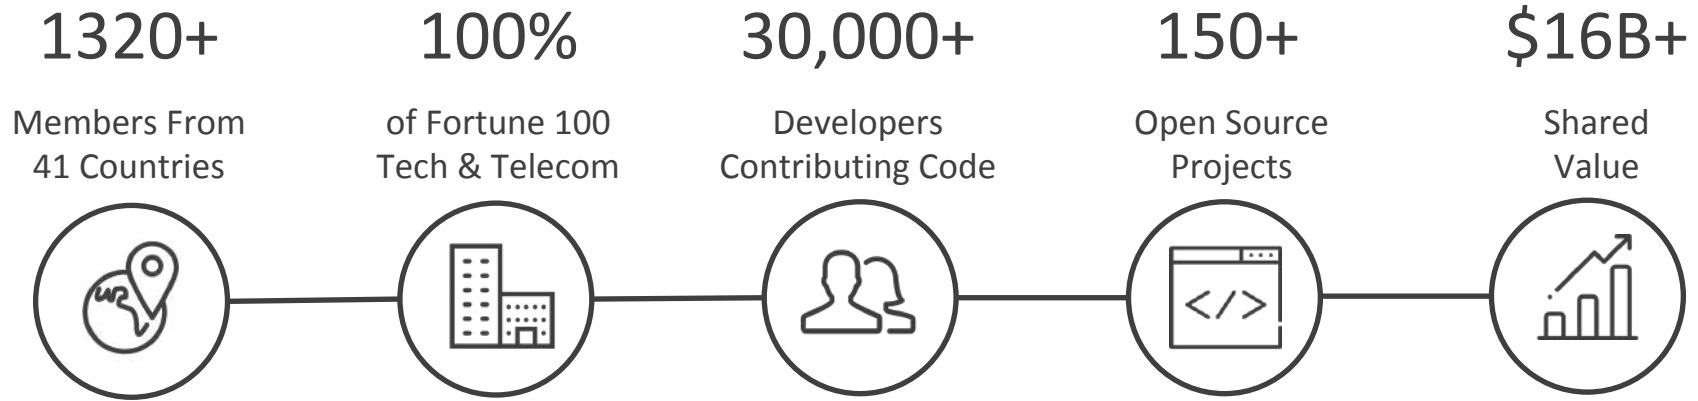 1320+
Members From
41 Countries
100%
of Fortune 100
Tech & Telecom
30,000+
Developers
Contributing Code
150+
Open Source
Projects
</>
$16B+
Shared
Value